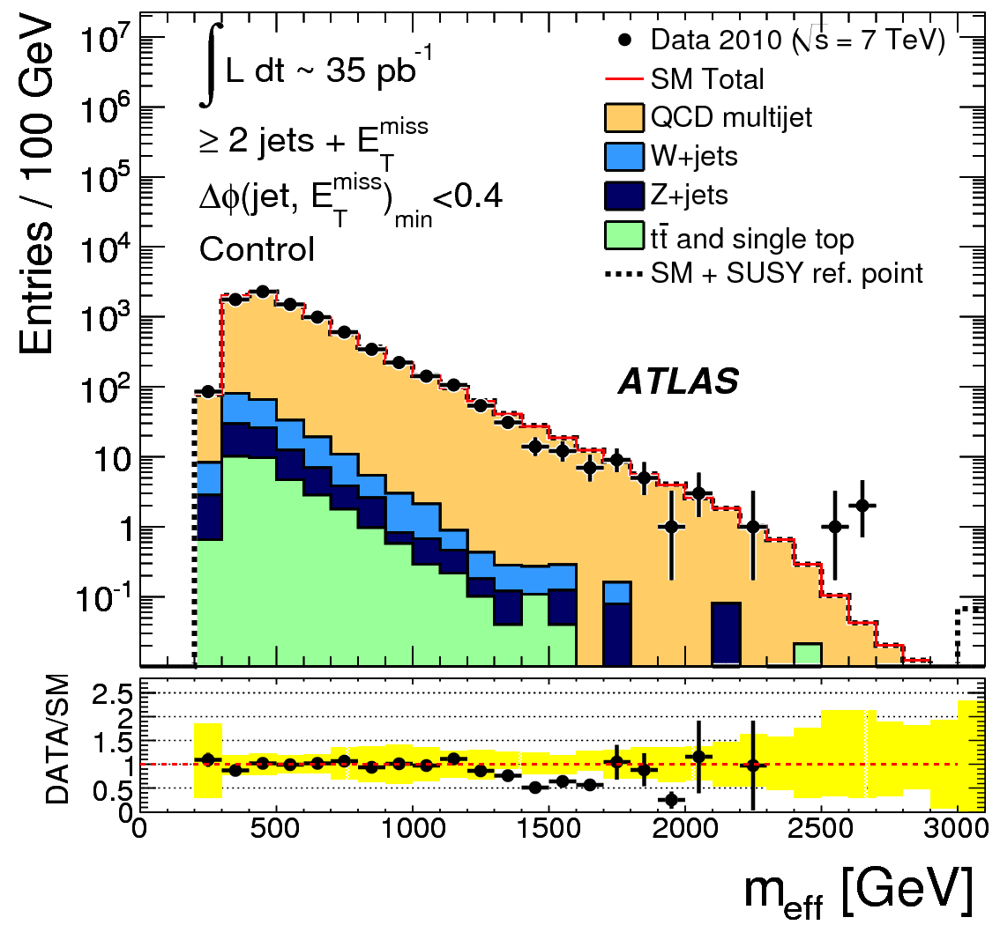 Entries / 100 GeV
10⁷
10⁶
10⁵
10⁴
10³
10²
10
1
10⁻¹
∫ L dt ~ 35 pb⁻¹
≥ 2 jets + E_T^miss
Δϕ(jet, E_T^miss)_min<0.4
Control
Data 2010 (√s = 7 TeV)
SM Total
QCD multijet
W+jets
Z+jets
tt̄ and single top
SM + SUSY ref. point
ATLAS
DATA/SM
2.5
2
1.5
1
0.5
0
0 500 1000 1500 2000 2500 3000
m_eff [GeV]